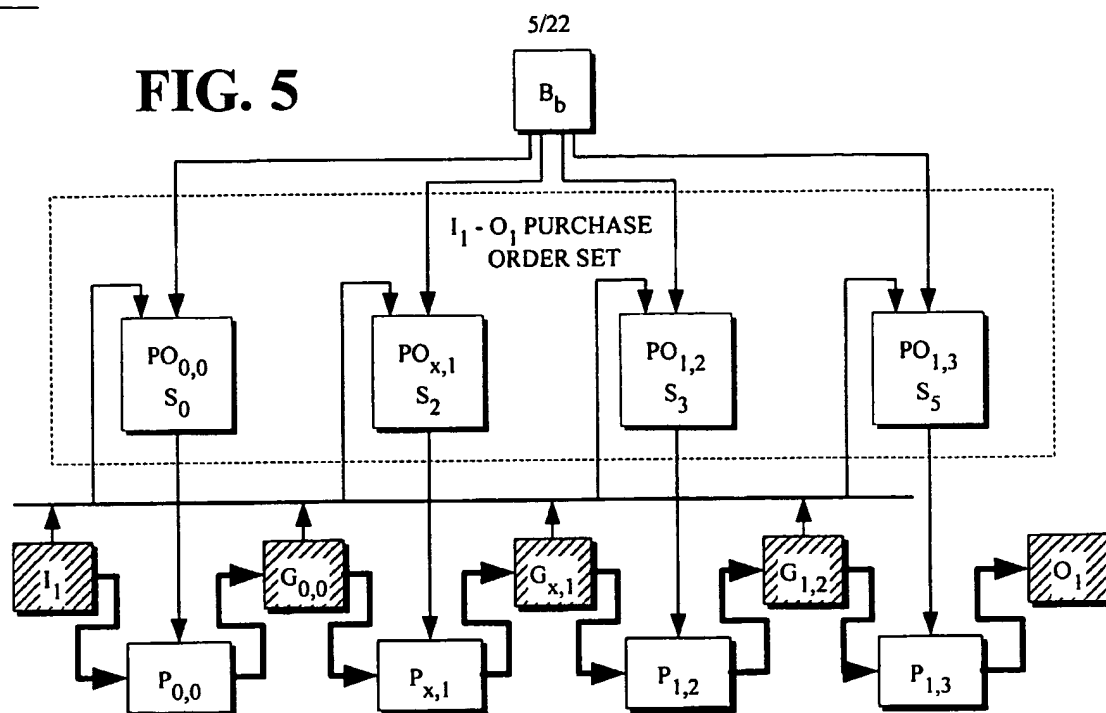 5/22
FIG. 5
B_b
I_1 - O_1 PURCHASE
ORDER SET
PO_0,0
S_0
PO_x,1
S_2
PO_1,2
S_3
PO_1,3
S_5
I_1
G_0,0
G_x,1
G_1,2
O_1
P_0,0
P_x,1
P_1,2
P_1,3